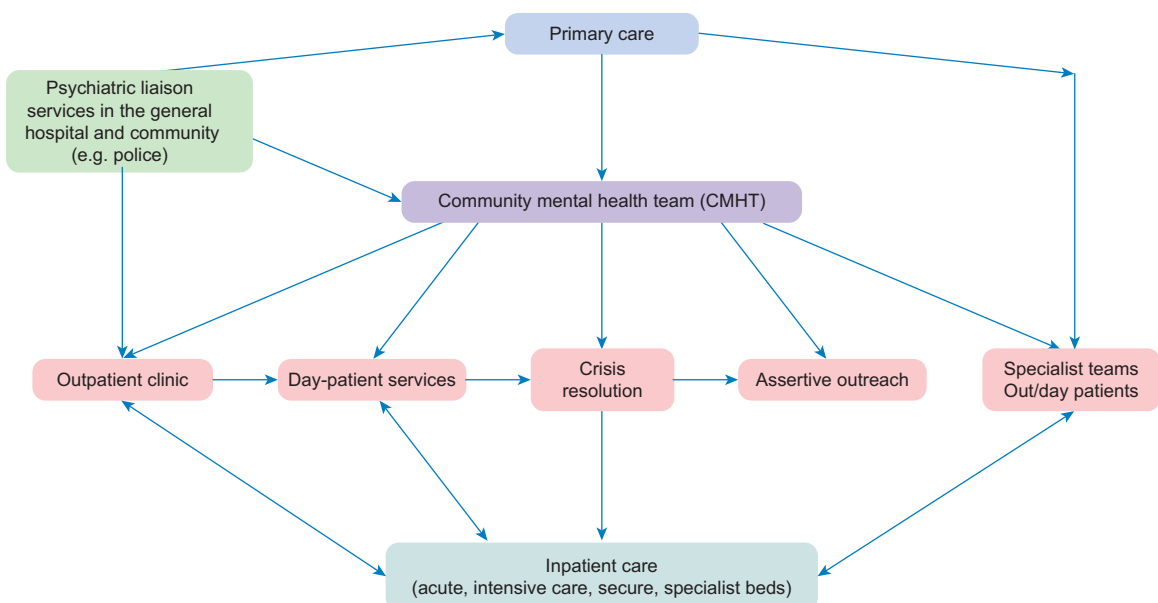 Primary care
Psychiatric liaison
services in the general
hospital and community
(e.g. police)
Community mental health team (CMHT)
Outpatient clinic
Day-patient services
Crisis
resolution
Assertive outreach
Specialist teams
Out/day patients
Inpatient care
(acute, intensive care, secure, specialist beds)